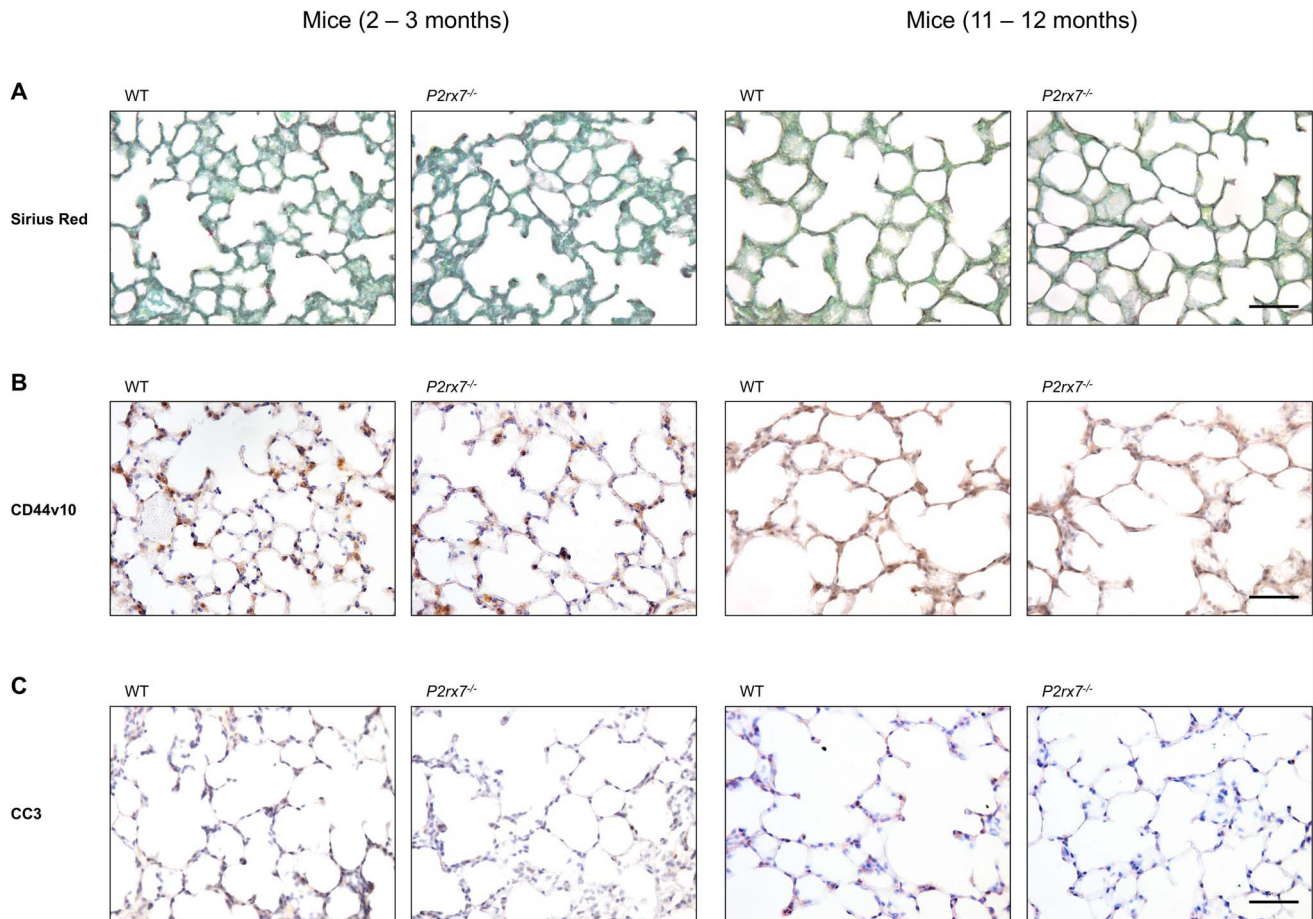 Mice (2 – 3 months) Mice (11 – 12 months)
A
WT P2rx7-/- WT P2rx7-/-
Sirius Red
B
WT P2rx7-/- WT P2rx7-/-
CD44v10
C
WT P2rx7-/- WT P2rx7-/-
CC3